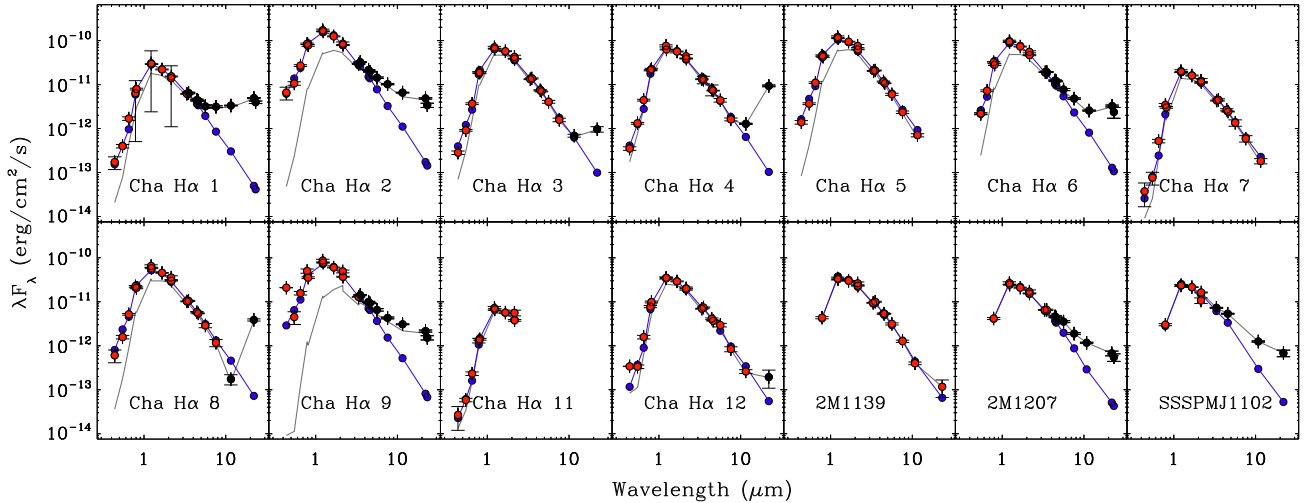 λF_λ (erg/cm²/s)
10⁻¹⁰
10⁻¹¹
10⁻¹²
10⁻¹³
10⁻¹⁴
Cha Hα 1
Cha Hα 2
Cha Hα 3
Cha Hα 4
Cha Hα 5
Cha Hα 6
Cha Hα 7
10⁻¹⁰
10⁻¹¹
10⁻¹²
10⁻¹³
10⁻¹⁴
Cha Hα 8
Cha Hα 9
Cha Hα 11
Cha Hα 12
2M1139
2M1207
SSSPMJ1102
1 10 1 10 1 10 1 10 1 10 1 10 1 10
Wavelength (μm)